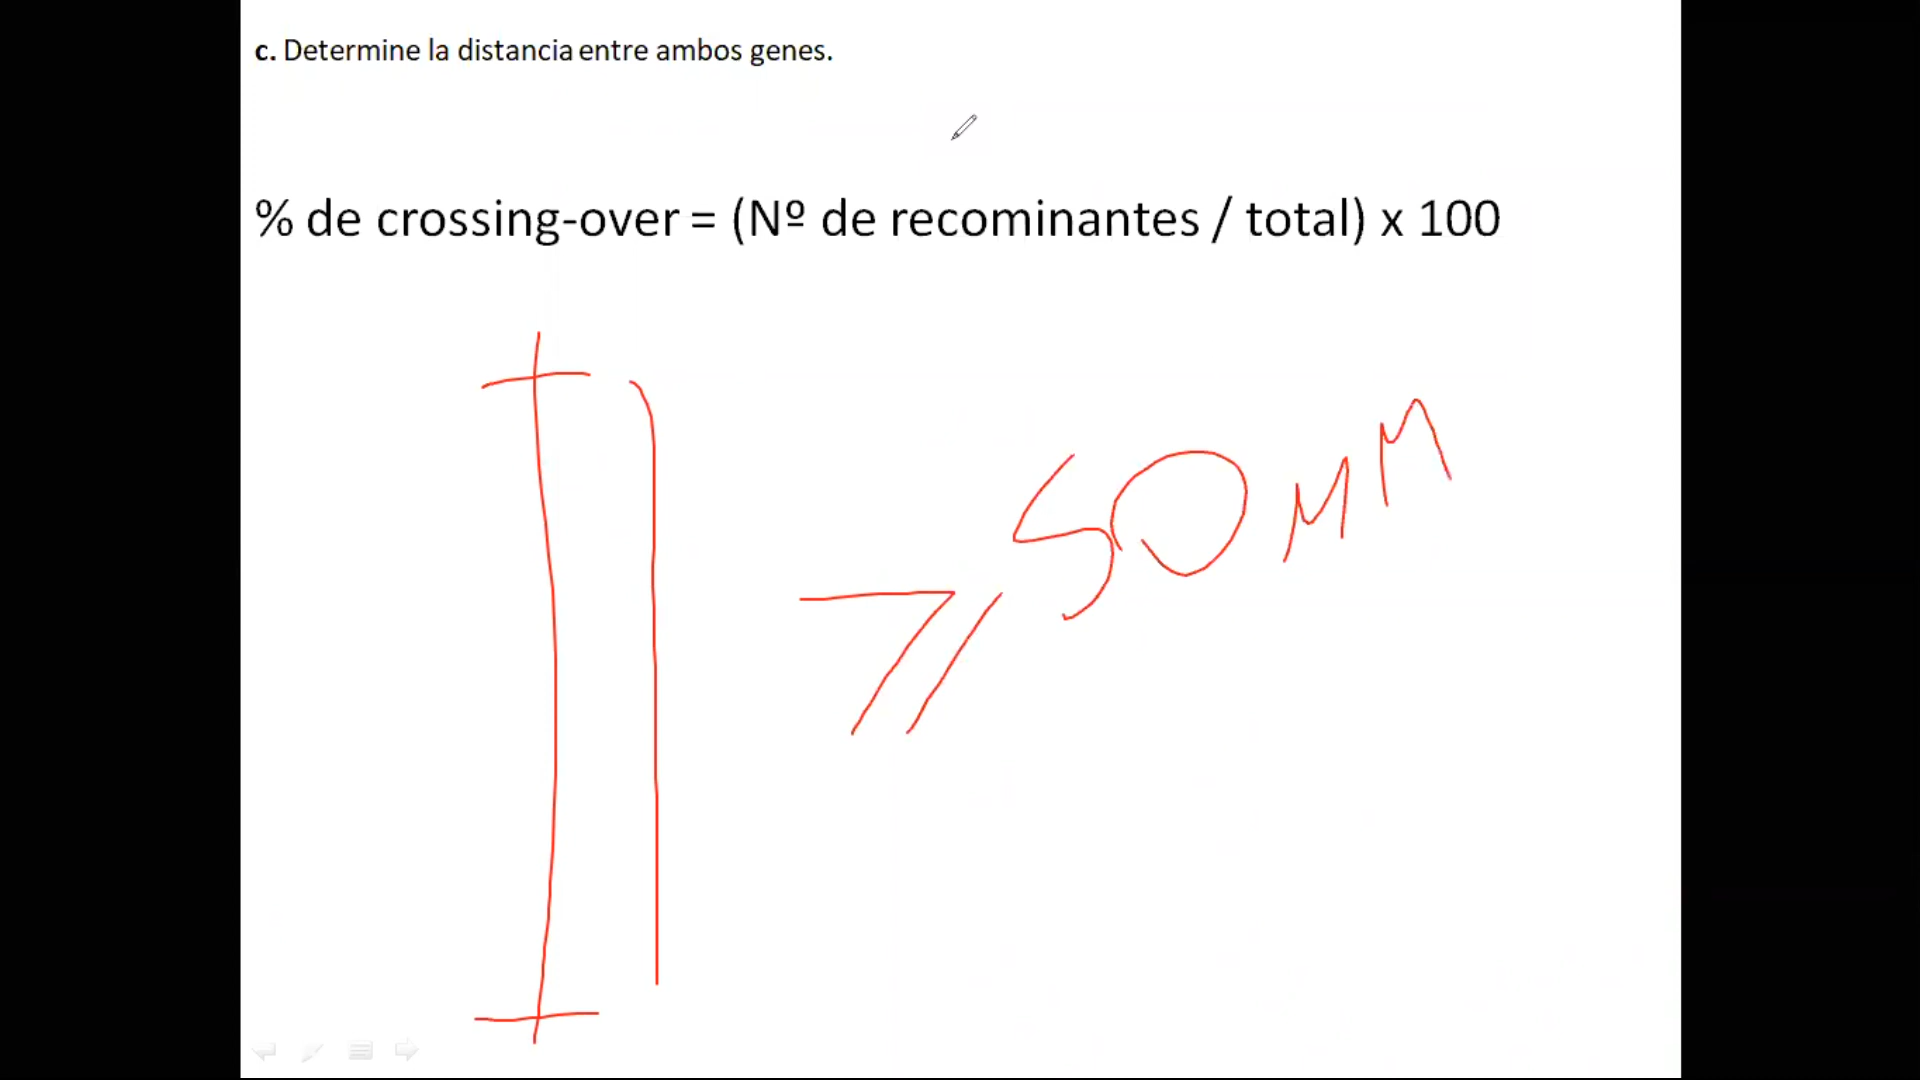 c. Determine la distancia entre ambos genes.
% de crossing-over = (Nº de recominantes / total) x 100
50 MM